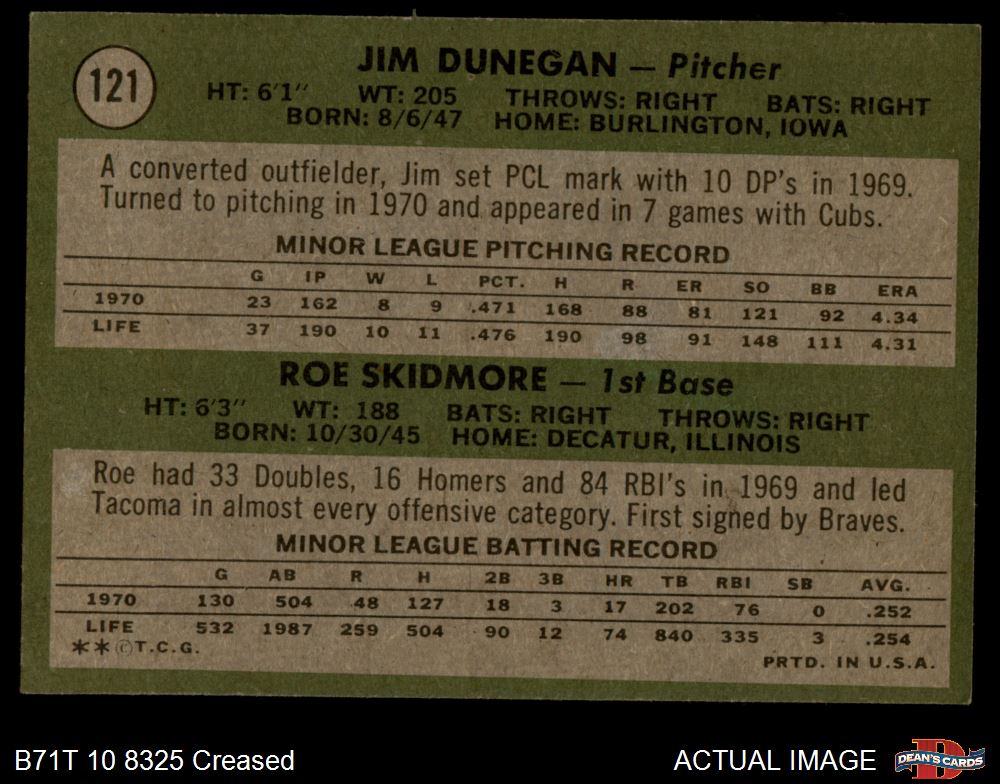 121
JIM DUNEGAN — Pitcher
HT: 6'1" WT: 205 THROWS: RIGHT BATS: RIGHT
BORN: 8/6/47 HOME: BURLINGTON, IOWA
A converted outfielder, Jim set PCL mark with 10 DP's in 1969.
Turned to pitching in 1970 and appeared in 7 games with Cubs.
MINOR LEAGUE PITCHING RECORD
G IP W L PCT. H R ER SO BB ERA
1970 23 162 8 9 .471 168 88 81 121 92 4.34
LIFE 37 190 10 11 .476 190 98 91 148 111 4.31
ROE SKIDMORE — 1st Base
HT: 6'3" WT: 188 BATS: RIGHT THROWS: RIGHT
BORN: 10/30/45 HOME: DECATUR, ILLINOIS
Roe had 33 Doubles, 16 Homers and 84 RBI's in 1969 and led
Tacoma in almost every offensive category. First signed by Braves.
MINOR LEAGUE BATTING RECORD
G AB R H 2B 3B HR TB RBI SB AVG.
1970 130 504 48 127 18 3 17 202 76 0 .252
LIFE 532 1987 259 504 90 12 74 840 335 3 .254
**©T.C.G.
PRTD. IN U.S.A.
B71T 10 8325 Creased ACTUAL IMAGE
D
DEAN'S CARDS